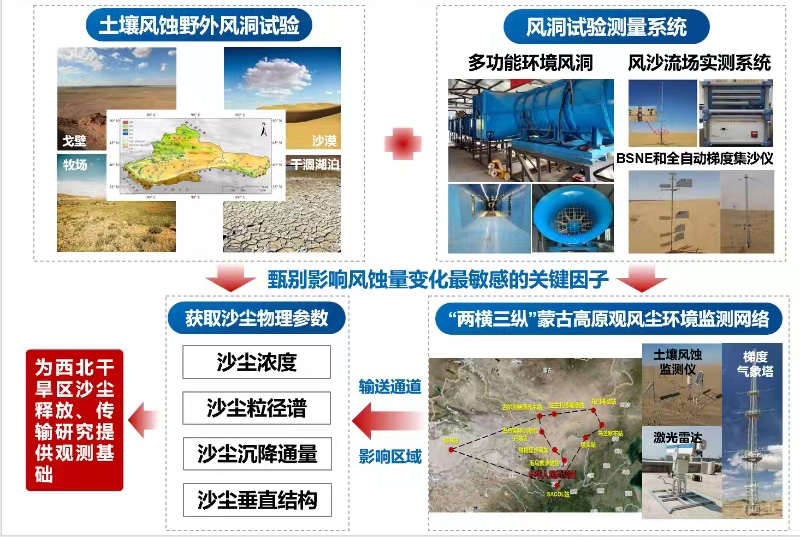 土壤风蚀野外风洞试验
戈壁
沙漠
牧场
干涸湖泊
风洞试验测量系统
多功能环境风洞
风沙流场实测系统
BSNE和全自动梯度集沙仪
甄别影响风蚀量变化最敏感的关键因子
获取沙尘物理参数
沙尘浓度
沙尘粒径谱
沙尘沉降通量
沙尘垂直结构
“两横三纵”蒙古高原观风尘环境监测网络
土壤风蚀
监测仪
梯度
气象塔
激光雷达
SACOL站
输送通道
影响区域
为西北干
旱区沙尘
释放、传
输研究提
供观测基
础